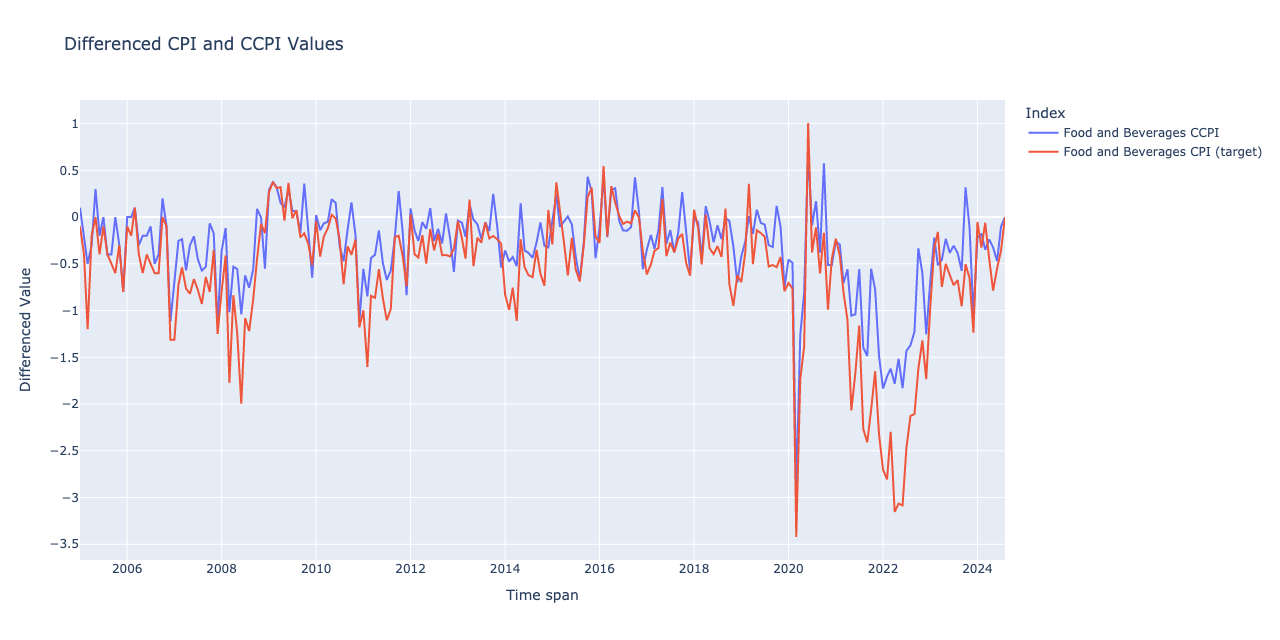 Differenced CPI and CCPI Values
Index
Food and Beverages CCPI
Food and Beverages CPI (target)
Differenced Value
1
0.5
0
−0.5
−1
−1.5
−2
−2.5
−3
−3.5
2006 2008 2010 2012 2014 2016 2018 2020 2022 2024
Time span